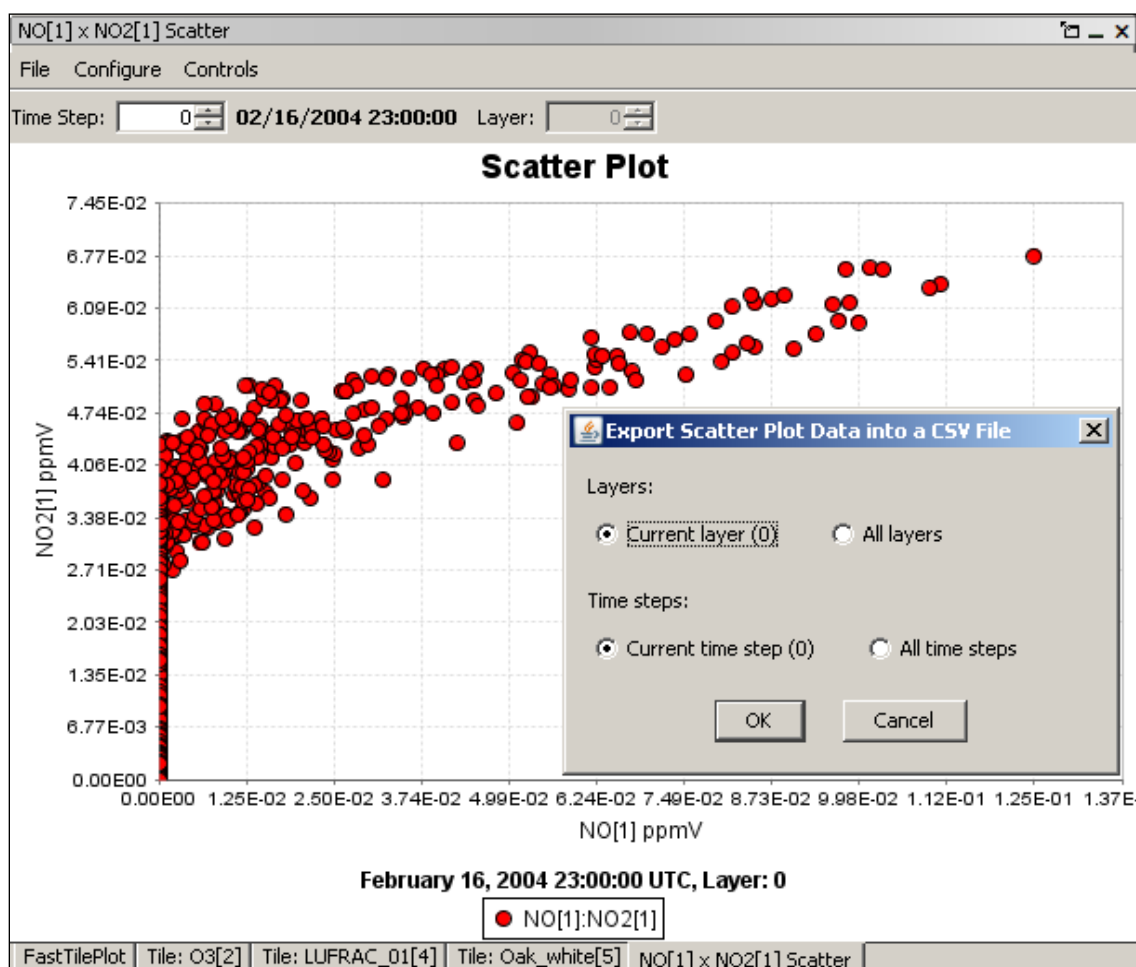 NO[1] x NO2[1] Scatter
File Configure Controls
Time Step: 0 02/16/2004 23:00:00 Layer: 0
Scatter Plot
7.45E-02
6.77E-02
6.09E-02
5.41E-02
4.74E-02
4.06E-02
3.38E-02
2.71E-02
2.03E-02
1.35E-02
6.77E-03
0.00E00
NO2[1] ppmV
Export Scatter Plot Data into a CSV File
Layers:
Current layer (0) All layers
Time steps:
Current time step (0) All time steps
OK Cancel
0.00E00 1.25E-02 2.50E-02 3.74E-02 4.99E-02 6.24E-02 7.49E-02 8.73E-02 9.98E-02 1.12E-01 1.25E-01 1.37E-
NO[1] ppmV
February 16, 2004 23:00:00 UTC, Layer: 0
NO[1]:NO2[1]
FastTilePlot Tile: O3[2] Tile: LUFRAC_01[4] Tile: Oak_white[5] NO[1] x NO2[1] Scatter